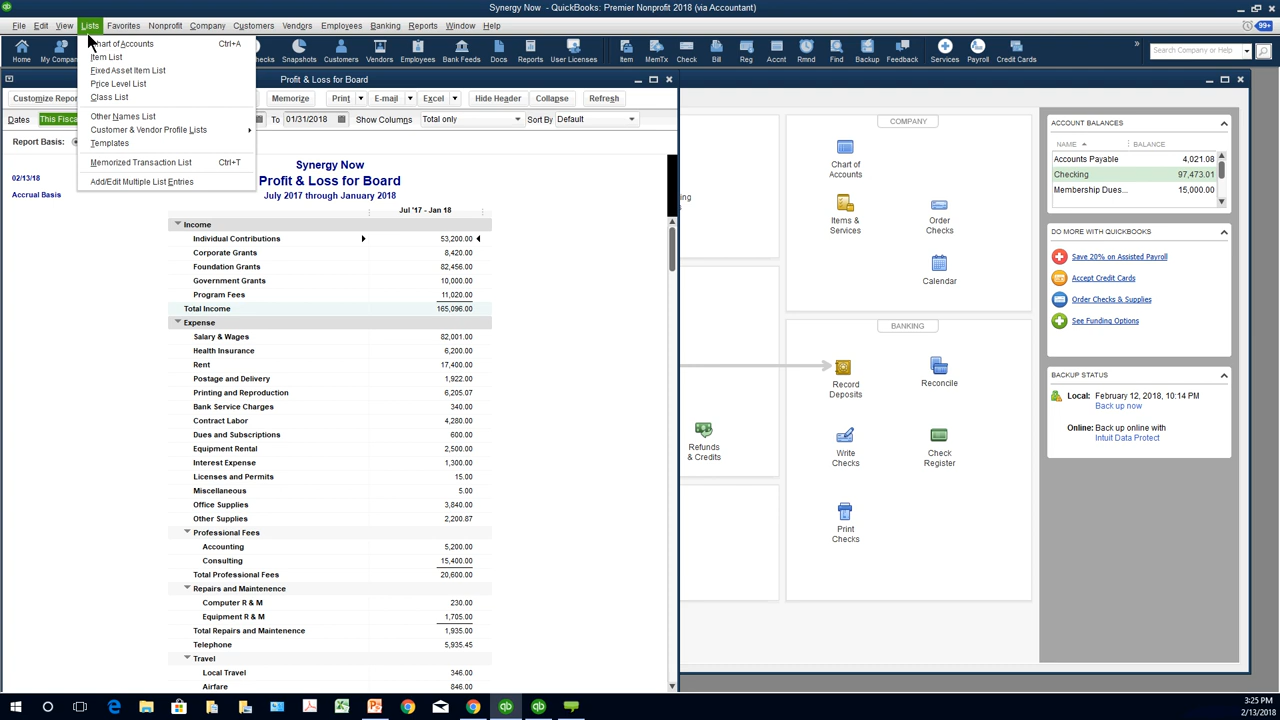 Synergy Now - QuickBooks: Premier Nonprofit 2018 (via Accountant)
File Edit View Lists Favorites Nonprofit Company Customers Vendors Employees Banking Reports Window Help
99+
Home My Compa Snapshots Customers Vendors Employees Bank Feeds Docs Reports User Licenses Item MemTx Check Bill Reg Accnt Rmnd Find Backup Feedback Services Payroll Credit Cards
Search Company or Help
Chart of Accounts Ctrl+A
Item List
Fixed Asset Item List
Price Level List
Class List
Other Names List
Customer & Vendor Profile Lists
Templates
Memorized Transaction List Ctrl+T
Add/Edit Multiple List Entries
Profit & Loss for Board
Customize Repor Memorize Print E-mail Excel Hide Header Collapse Refresh
Dates This Fisca To 01/31/2018 Show Columns Total only Sort By Default
Report Basis:
02/13/18
Accrual Basis
Synergy Now
Profit & Loss for Board
July 2017 through January 2018
Jul '17 - Jan 18
Income
Individual Contributions 53,200.00
Corporate Grants 8,420.00
Foundation Grants 82,456.00
Government Grants 10,000.00
Program Fees 11,020.00
Total Income 165,096.00
Expense
Salary & Wages 82,001.00
Health Insurance 6,200.00
Rent 17,400.00
Postage and Delivery 1,922.00
Printing and Reproduction 6,205.07
Bank Service Charges 340.00
Contract Labor 4,280.00
Dues and Subscriptions 600.00
Equipment Rental 2,500.00
Interest Expense 1,300.00
Licenses and Permits 15.00
Miscellaneous 5.00
Office Supplies 3,840.00
Other Supplies 2,200.87
Professional Fees
Accounting 5,200.00
Consulting 15,400.00
Total Professional Fees 20,600.00
Repairs and Maintenence
Computer R & M 230.00
Equipment R & M 1,705.00
Total Repairs and Maintenence 1,935.00
Telephone 5,935.45
Travel
Local Travel 346.00
Airfare 846.00
ing
Refunds
& Credits
COMPANY
Chart of
Accounts
Items &
Services
Order
Checks
Calendar
BANKING
Record
Deposits
Reconcile
Write
Checks
Check
Register
Print
Checks
ACCOUNT BALANCES
NAME BALANCE
Accounts Payable 4,021.08
Checking 97,473.01
Membership Dues... 15,000.00
DO MORE WITH QUICKBOOKS
Save 20% on Assisted Payroll
Accept Credit Cards
Order Checks & Supplies
See Funding Options
BACKUP STATUS
Local: February 12, 2018, 10:14 PM
Back up now
Online: Back up online with
Intuit Data Protect
3:25 PM
2/13/2018